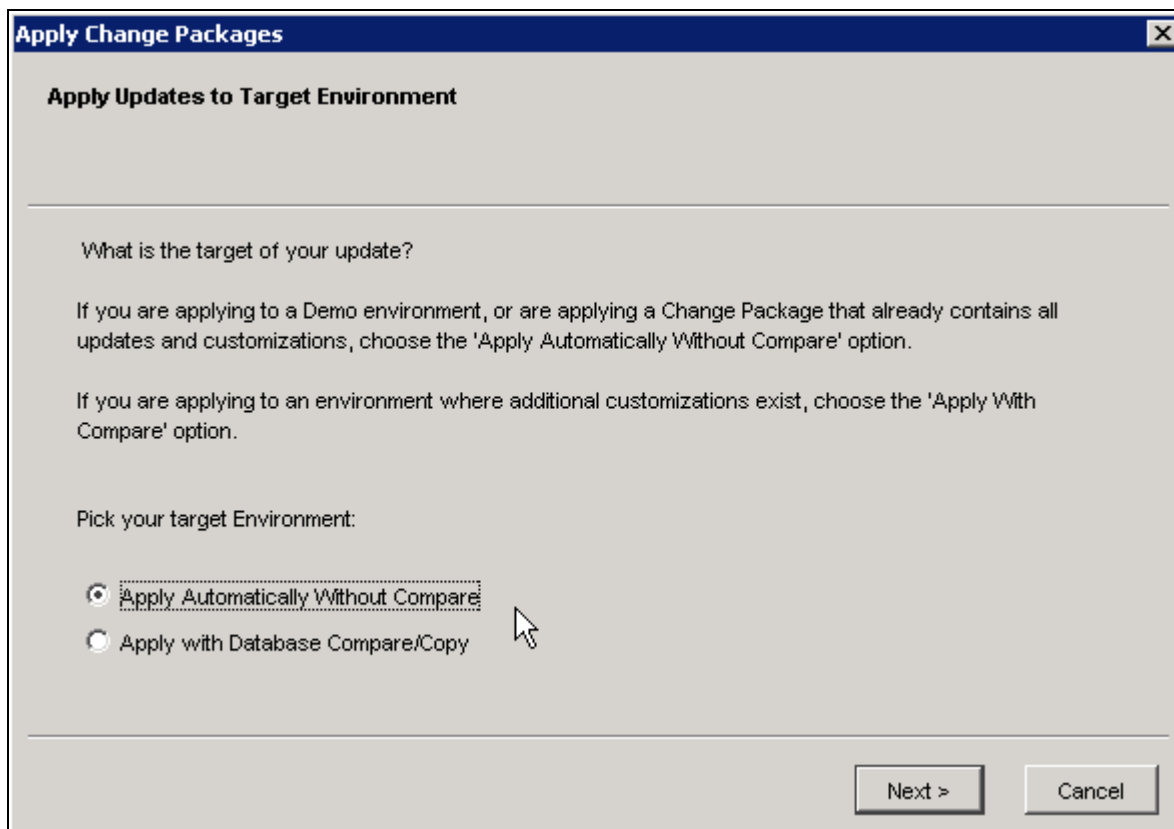 Apply Change Packages
Apply Updates to Target Environment
What is the target of your update?
If you are applying to a Demo environment, or are applying a Change Package that already contains all
updates and customizations, choose the 'Apply Automatically Without Compare' option.
If you are applying to an environment where additional customizations exist, choose the 'Apply With
Compare' option.
Pick your target Environment:
Apply Automatically Without Compare
Apply with Database Compare/Copy
Next >
Cancel